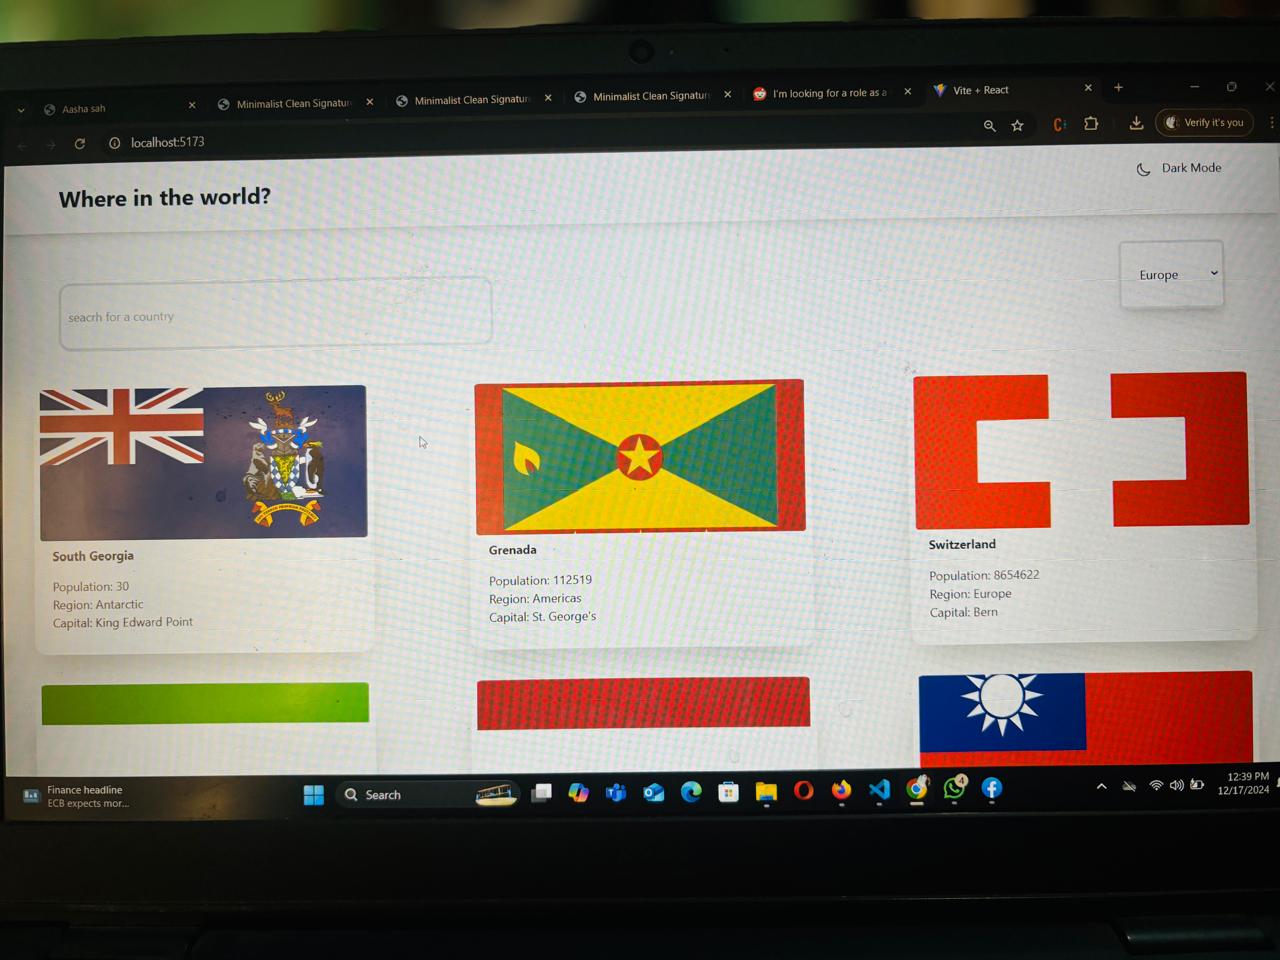 Aasha sah
Minimalist Clean Signatur
Minimalist Clean Signatur
Minimalist Clean Signatur
I'm looking for a role as a
Vite + React
localhost:5173
Verify it's you
Where in the world?
Dark Mode
seacrh for a country
Europe
South Georgia
Population: 30
Region: Antarctic
Capital: King Edward Point
Grenada
Population: 112519
Region: Americas
Capital: St. George's
Switzerland
Population: 8654622
Region: Europe
Capital: Bern
Finance headline
ECB expects mor...
Search
4
12:39 PM
12/17/2024